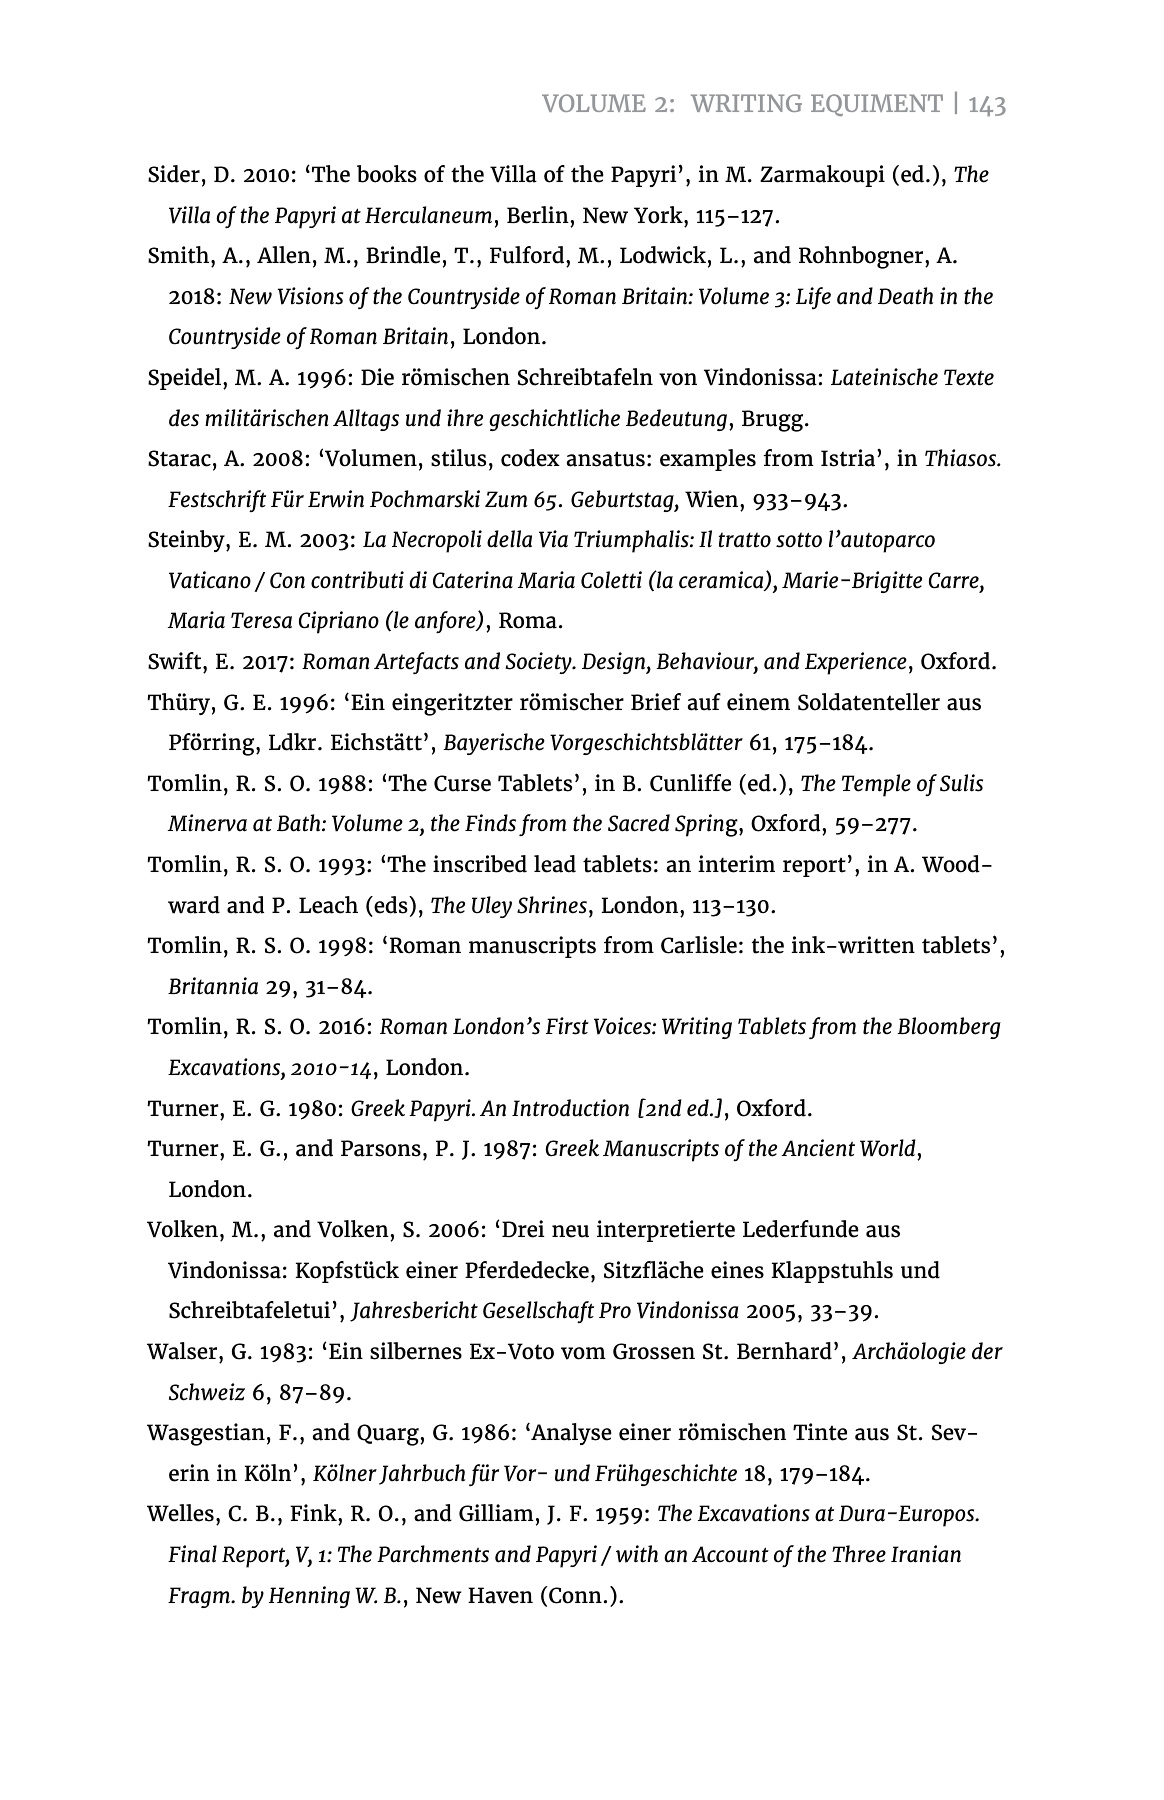 VOLUME 2: WRITING EQUIMENT | 143
Sider, D. 2010: ‘The books of the Villa of the Papyri’, in M. Zarmakoupi (ed.), The
Villa of the Papyri at Herculaneum, Berlin, New York, 115–127.
Smith, A., Allen, M., Brindle, T., Fulford, M., Lodwick, L., and Rohnbogner, A.
2018: New Visions of the Countryside of Roman Britain: Volume 3: Life and Death in the
Countryside of Roman Britain, London.
Speidel, M. A. 1996: Die römischen Schreibtafeln von Vindonissa: Lateinische Texte
des militärischen Alltags und ihre geschichtliche Bedeutung, Brugg.
Starac, A. 2008: ‘Volumen, stilus, codex ansatus: examples from Istria’, in Thiasos.
Festschrift Für Erwin Pochmarski Zum 65. Geburtstag, Wien, 933–943.
Steinby, E. M. 2003: La Necropoli della Via Triumphalis: Il tratto sotto l’autoparco
Vaticano / Con contributi di Caterina Maria Coletti (la ceramica), Marie-Brigitte Carre,
Maria Teresa Cipriano (le anfore), Roma.
Swift, E. 2017: Roman Artefacts and Society. Design, Behaviour, and Experience, Oxford.
Thüry, G. E. 1996: ‘Ein eingeritzter römischer Brief auf einem Soldatenteller aus
Pförring, Ldkr. Eichstätt’, Bayerische Vorgeschichtsblätter 61, 175–184.
Tomlin, R. S. O. 1988: ‘The Curse Tablets’, in B. Cunliffe (ed.), The Temple of Sulis
Minerva at Bath: Volume 2, the Finds from the Sacred Spring, Oxford, 59–277.
Tomlin, R. S. O. 1993: ‘The inscribed lead tablets: an interim report’, in A. Wood-
ward and P. Leach (eds), The Uley Shrines, London, 113–130.
Tomlin, R. S. O. 1998: ‘Roman manuscripts from Carlisle: the ink-written tablets’,
Britannia 29, 31–84.
Tomlin, R. S. O. 2016: Roman London’s First Voices: Writing Tablets from the Bloomberg
Excavations, 2010-14, London.
Turner, E. G. 1980: Greek Papyri. An Introduction [2nd ed.], Oxford.
Turner, E. G., and Parsons, P. J. 1987: Greek Manuscripts of the Ancient World,
London.
Volken, M., and Volken, S. 2006: ‘Drei neu interpretierte Lederfunde aus
Vindonissa: Kopfstück einer Pferdedecke, Sitzfläche eines Klappstuhls und
Schreibtafeletui’, Jahresbericht Gesellschaft Pro Vindonissa 2005, 33–39.
Walser, G. 1983: ‘Ein silbernes Ex-Voto vom Grossen St. Bernhard’, Archäologie der
Schweiz 6, 87–89.
Wasgestian, F., and Quarg, G. 1986: ‘Analyse einer römischen Tinte aus St. Sev-
erin in Köln’, Kölner Jahrbuch für Vor- und Frühgeschichte 18, 179–184.
Welles, C. B., Fink, R. O., and Gilliam, J. F. 1959: The Excavations at Dura-Europos.
Final Report, V, 1: The Parchments and Papyri / with an Account of the Three Iranian
Fragm. by Henning W. B., New Haven (Conn.).